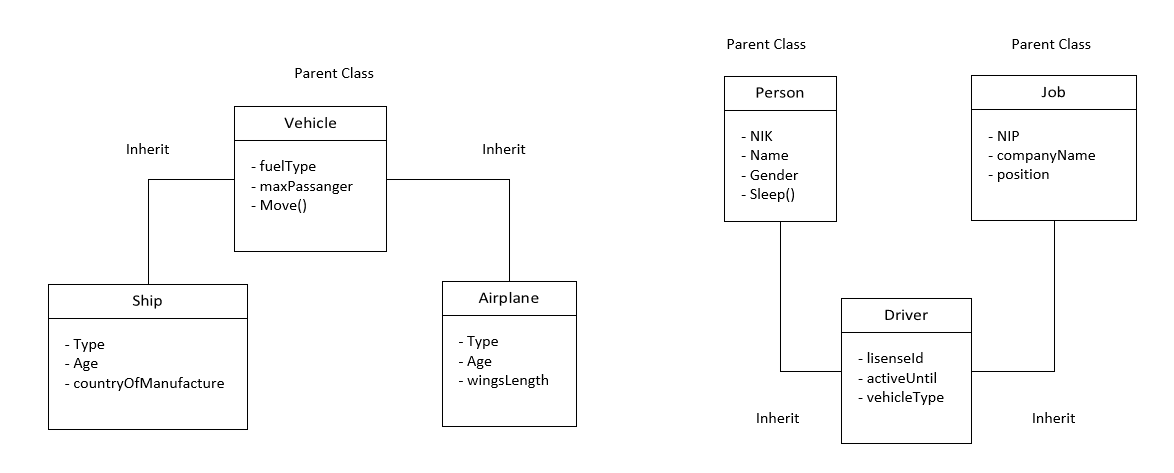 Parent Class
Vehicle
Inherit
Inherit
- fuelType
- maxPassanger
- Move()
Ship
- Type
- Age
- countryOfManufacture
Airplane
- Type
- Age
- wingsLength
Parent Class
Parent Class
Person
- NIK
- Name
- Gender
- Sleep()
Job
- NIP
- companyName
- position
Driver
- lisenseId
- activeUntil
- vehicleType
Inherit
Inherit